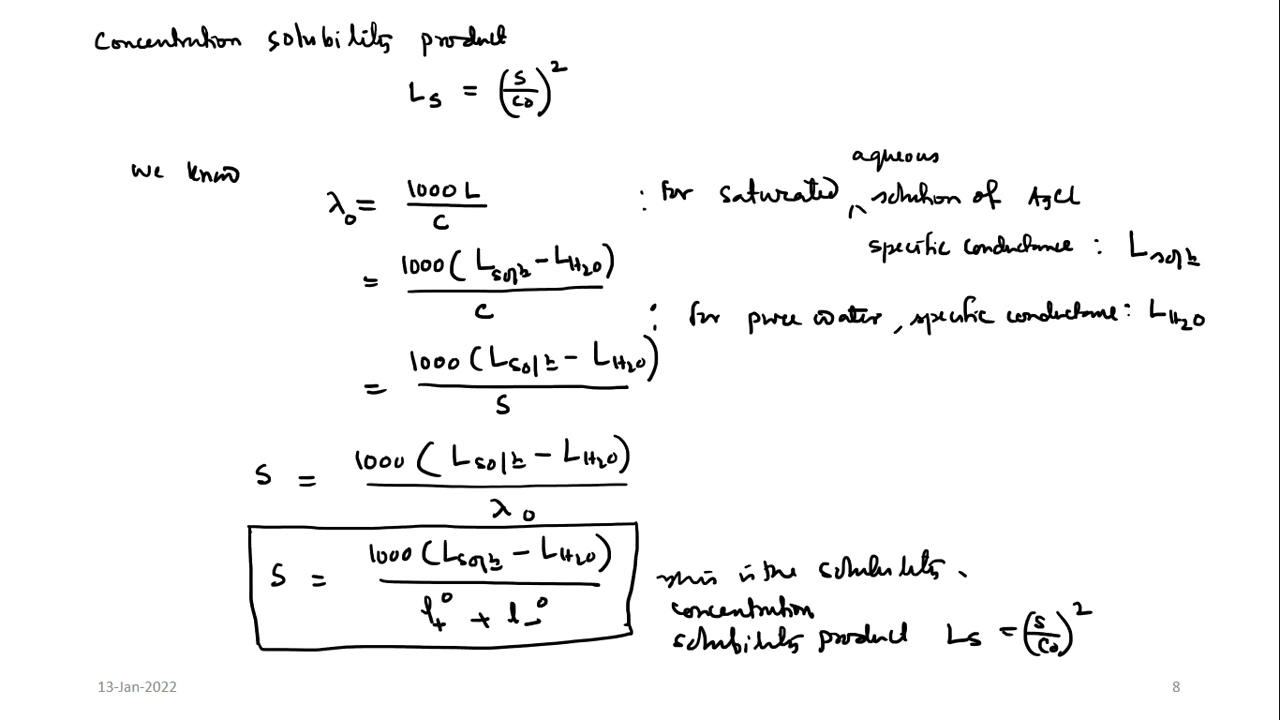 Concentration solubility product
Ls = (S/C0)²
aqueous
we know
λ0 = 1000 L / C : For saturated ^ solution of AgCl
specific conductance : Lsoln
= 1000 ( Lsoln - LH2O) / C
: for pure water, specific conductance : LH2O
= 1000 ( Lsoln - LH2O) / S
S = 1000 ( Lsoln - LH2O) / λ0
S = 1000 ( Lsoln - LH2O) / l+⁰ + l-⁰
This is the solubility.
concentration
solubility product Ls = (S/C0)²
13-Jan-2022
8